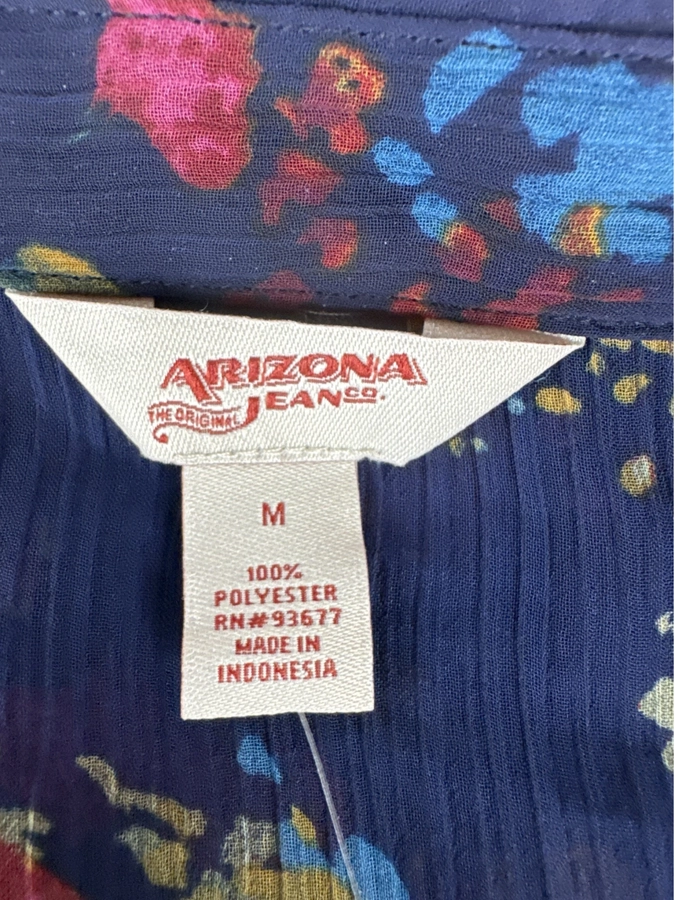 ARIZONA
THE ORIGINAL JEAN CO.
M
100%
POLYESTER
RN#93677
MADE IN
INDONESIA